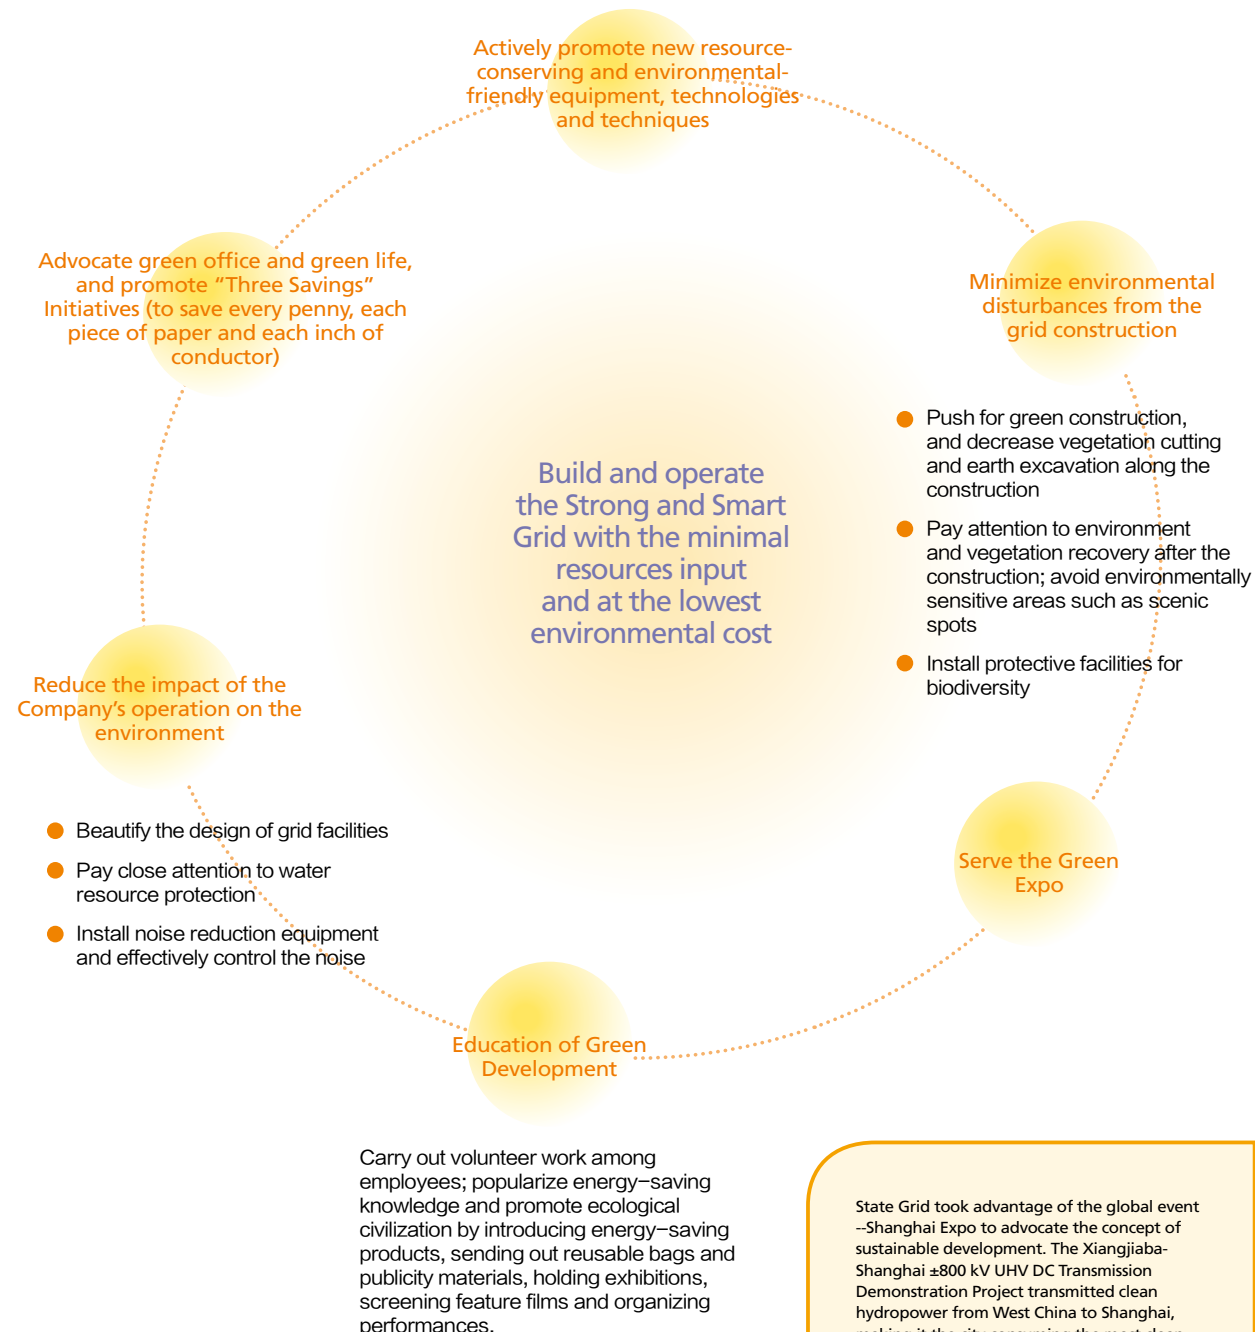 Actively promote new resource-
conserving and environmental-
friendly equipment, technologies
and techniques
Advocate green office and green life,
and promote “Three Savings”
Initiatives (to save every penny, each
piece of paper and each inch of
conductor)
Minimize environmental
disturbances from the
grid construction
Push for green construction,
and decrease vegetation cutting
and earth excavation along the
construction
Pay attention to environment
and vegetation recovery after the
construction; avoid environmentally
sensitive areas such as scenic
spots
Install protective facilities for
biodiversity
Build and operate
the Strong and Smart
Grid with the minimal
resources input
and at the lowest
environmental cost
Reduce the impact of the
Company’s operation on the
environment
Beautify the design of grid facilities
Pay close attention to water
resource protection
Install noise reduction equipment
and effectively control the noise
Serve the Green
Expo
Education of Green
Development
Carry out volunteer work among
employees; popularize energy-saving
knowledge and promote ecological
civilization by introducing energy-saving
products, sending out reusable bags and
publicity materials, holding exhibitions,
screening feature films and organizing
performances.
State Grid took advantage of the global event
--Shanghai Expo to advocate the concept of
sustainable development. The Xiangjiaba-
Shanghai ±800 kV UHV DC Transmission
Demonstration Project transmitted clean
hydropower from West China to Shanghai,
making it the city consuming the most clean